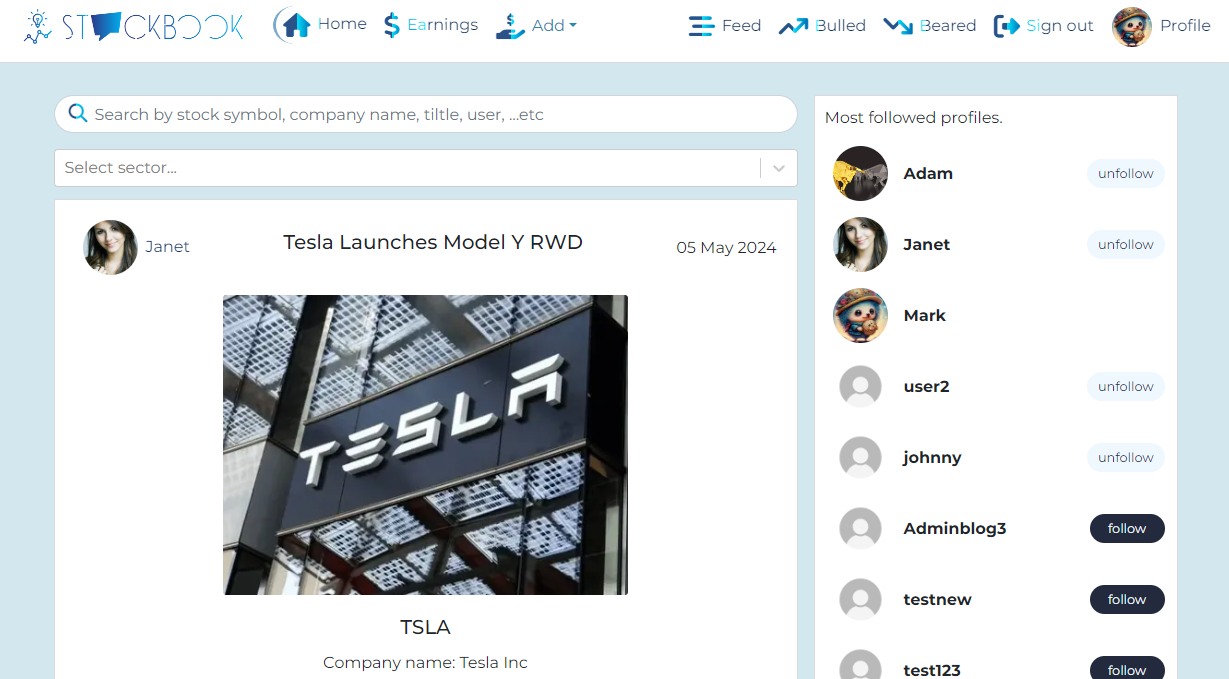 STOCKBOOK
Home
Earnings
Add
Feed
Bulled
Beared
Sign out
Profile
Search by stock symbol, company name, tiltle, user, ...etc
Select sector...
Janet
Tesla Launches Model Y RWD
05 May 2024
TESLA
TSLA
Company name: Tesla Inc
Most followed profiles.
Adam unfollow
Janet unfollow
Mark
user2 unfollow
johnny unfollow
Adminblog3 follow
testnew follow
test123 follow